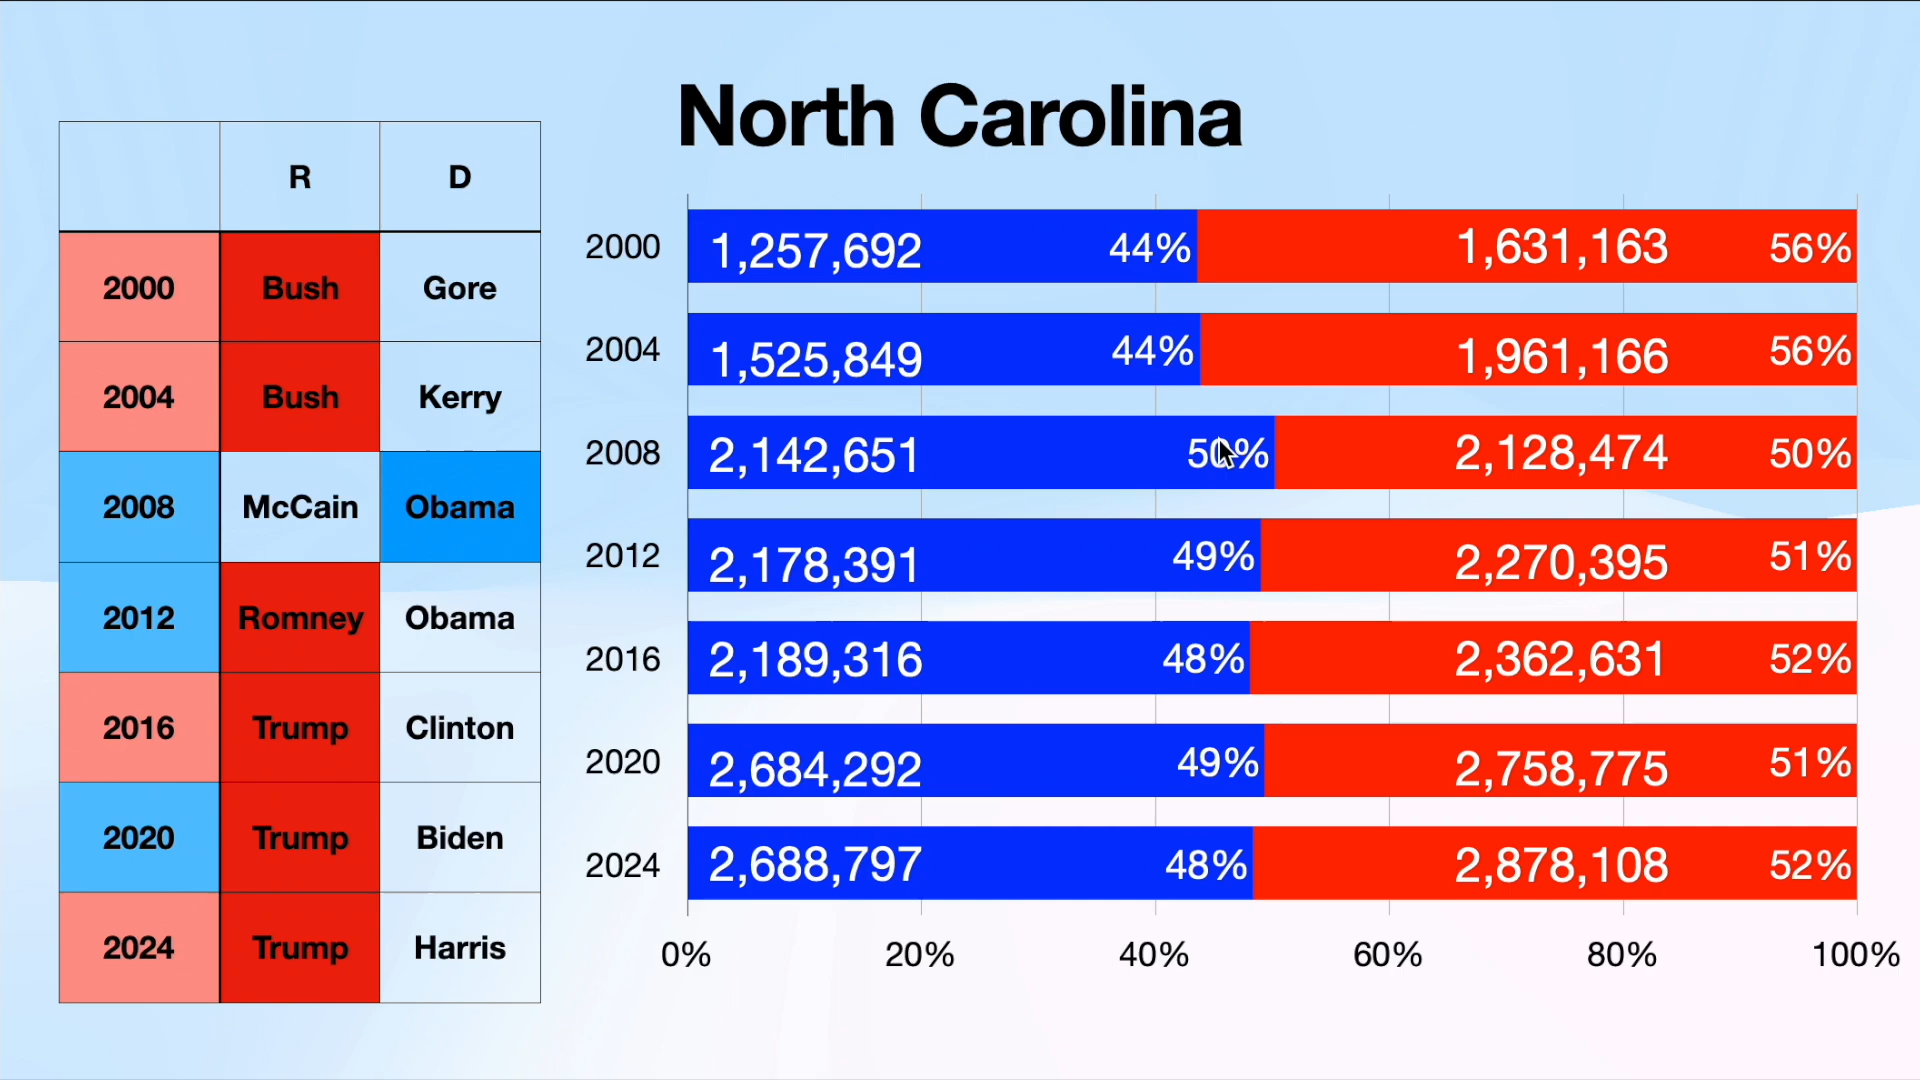 North Carolina
R D
2000 Bush Gore
2004 Bush Kerry
2008 McCain Obama
2012 Romney Obama
2016 Trump Clinton
2020 Trump Biden
2024 Trump Harris
2000 1,257,692 44% 1,631,163 56%
2004 1,525,849 44% 1,961,166 56%
2008 2,142,651 50% 2,128,474 50%
2012 2,178,391 49% 2,270,395 51%
2016 2,189,316 48% 2,362,631 52%
2020 2,684,292 49% 2,758,775 51%
2024 2,688,797 48% 2,878,108 52%
0% 20% 40% 60% 80% 100%